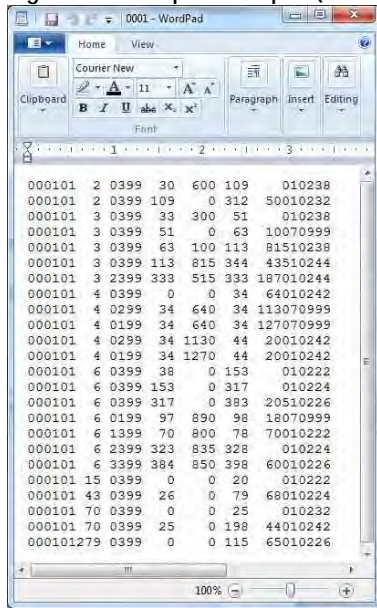 0001 - WordPad
Home View
Courier New
11
Clipboard
Paragraph
Insert
Editing
Font
1 2 3
000101 2 0399 30 600 109 010238
000101 2 0399 109 0 312 50010232
000101 3 0399 33 300 51 010238
000101 3 0399 51 0 63 10070999
000101 3 0399 63 100 113 81510238
000101 3 0399 113 815 344 43510244
000101 3 2399 333 515 333 187010244
000101 4 0399 0 0 34 64010242
000101 4 0299 34 640 34 113070999
000101 4 0199 34 640 34 127070999
000101 4 0299 34 1130 44 20010242
000101 4 0199 34 1270 44 20010242
000101 6 0399 38 0 153 010222
000101 6 0399 153 0 317 010224
000101 6 0399 317 0 383 20510226
000101 6 0199 97 890 98 18070999
000101 6 1399 70 800 78 70010222
000101 6 2399 323 835 328 010224
000101 6 3399 384 850 398 60010226
000101 15 0399 0 0 20 010222
000101 43 0399 26 0 79 68010224
000101 70 0399 0 0 25 010232
000101 70 0399 25 0 198 44010242
000101279 0399 0 0 115 65010226
100%